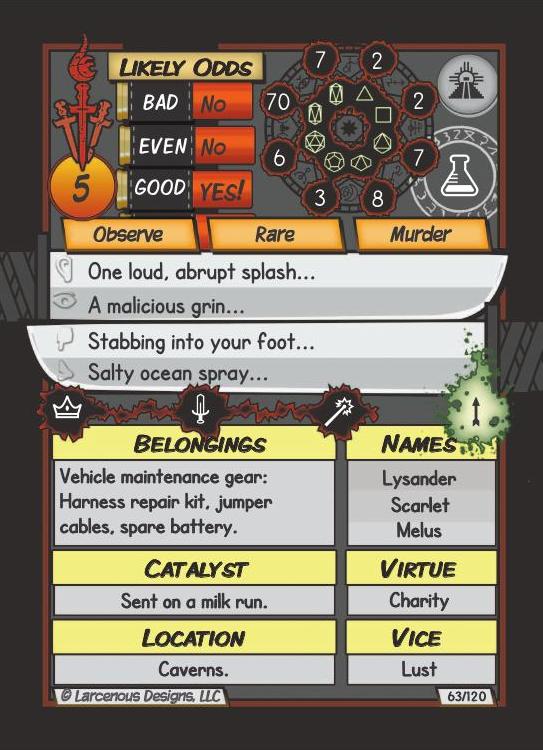 LIKELY ODDS
BAD No
EVEN No
GOOD YES!
5
7
2
70
2
6
7
3
8
Observe
Rare
Murder
One loud, abrupt splash...
A malicious grin...
Stabbing into your foot...
Salty ocean spray...
BELONGINGS
Vehicle maintenance gear:
Harness repair kit, jumper
cables, spare battery.
NAMES
Lysander
Scarlet
Melus
CATALYST
Sent on a milk run.
VIRTUE
Charity
LOCATION
Caverns.
VICE
Lust
© Larcenous Designs, LLC
63/120